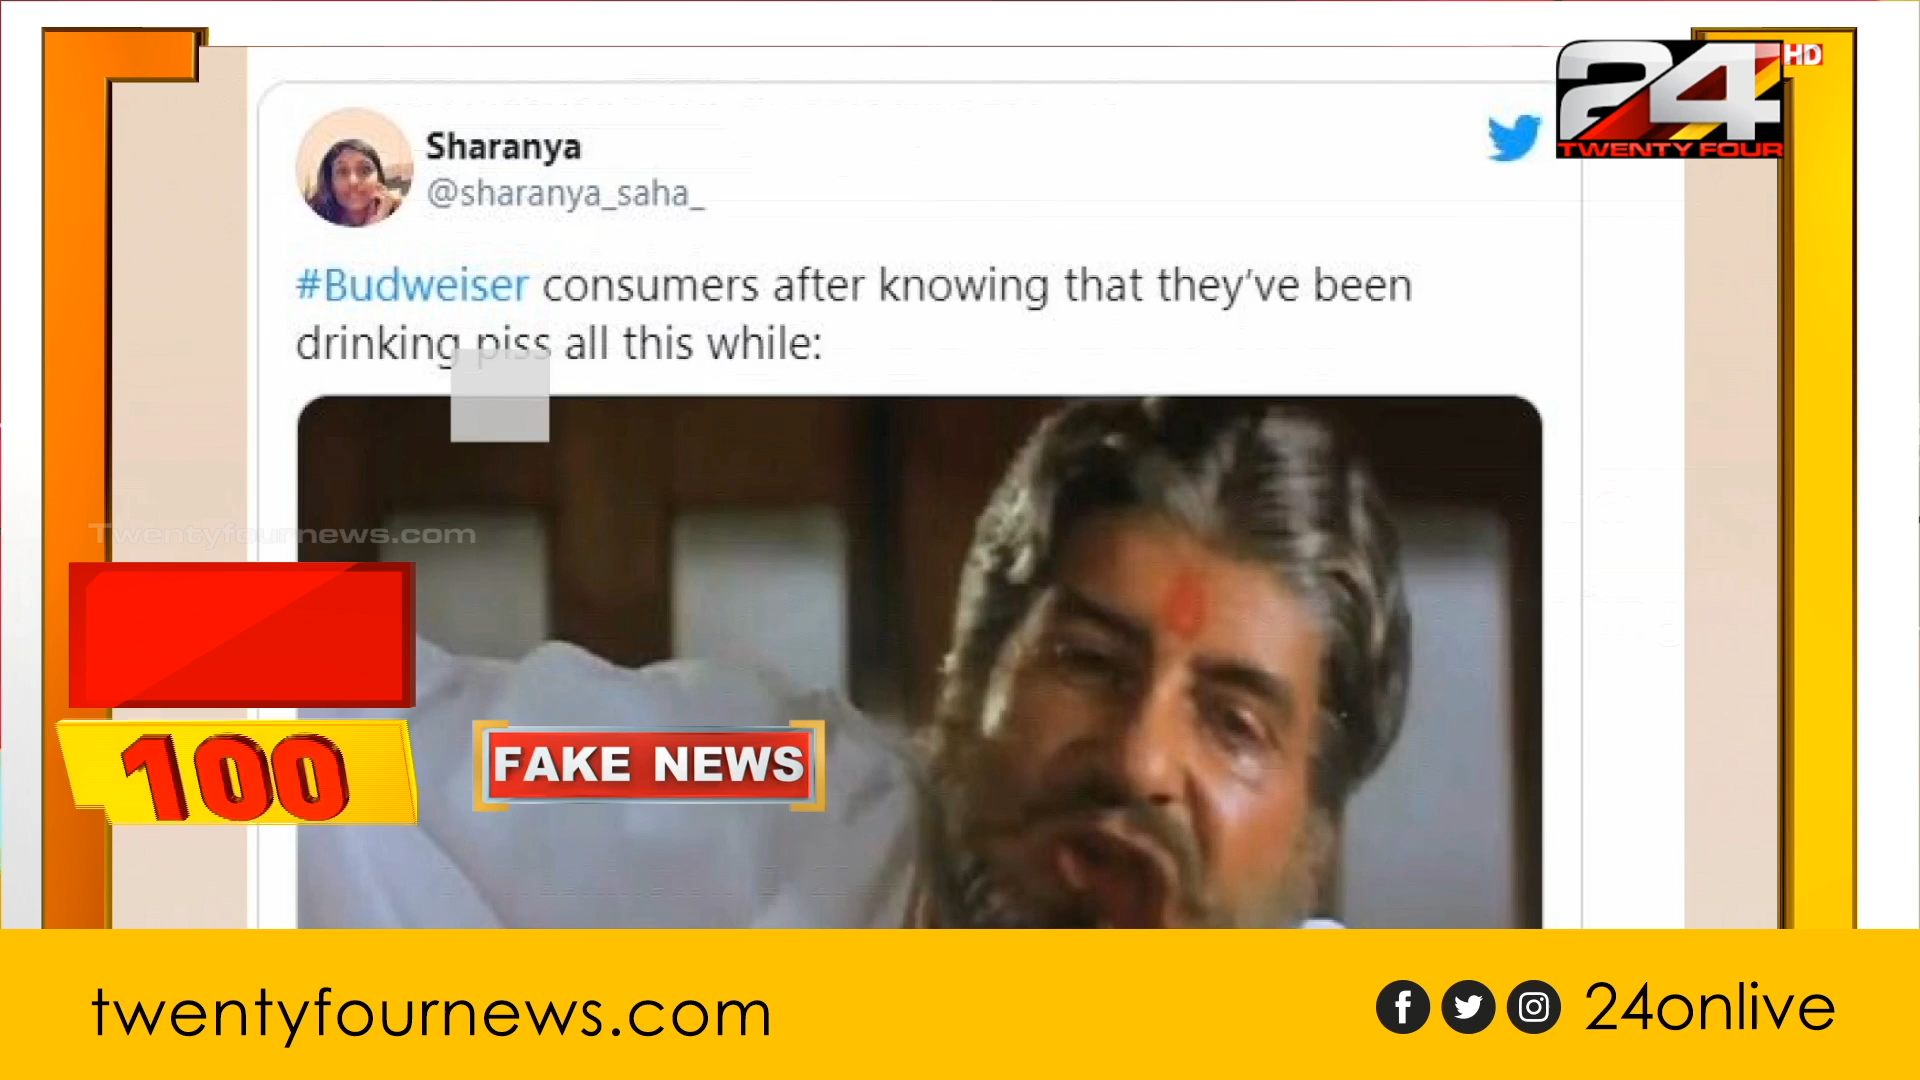 24
HD
TWENTY FOUR
Sharanya
@sharanya_saha_
#Budweiser consumers after knowing that they've been
drinking piss all this while:
Twentyfournews.com
100
FAKE NEWS
twentyfournews.com
24onlive